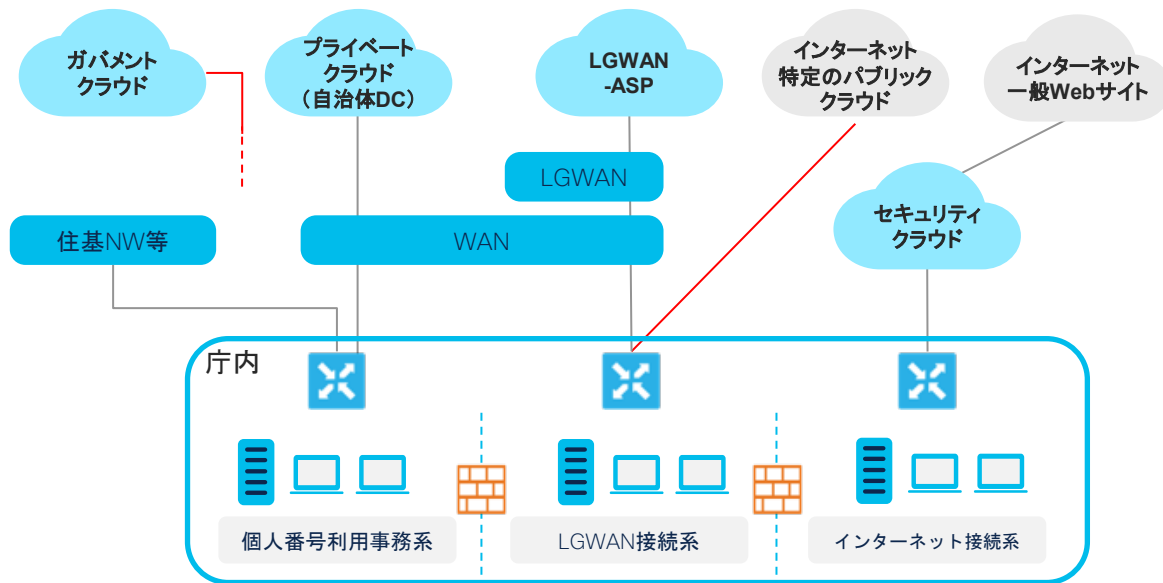 ガバメント
クラウド
プライベート
クラウド
（自治体DC）
LGWAN
-ASP
インターネット
特定のパブリック
クラウド
インターネット
一般Webサイト
LGWAN
セキュリティ
クラウド
住基NW等
WAN
庁内
個人番号利用事務系
LGWAN接続系
インターネット接続系